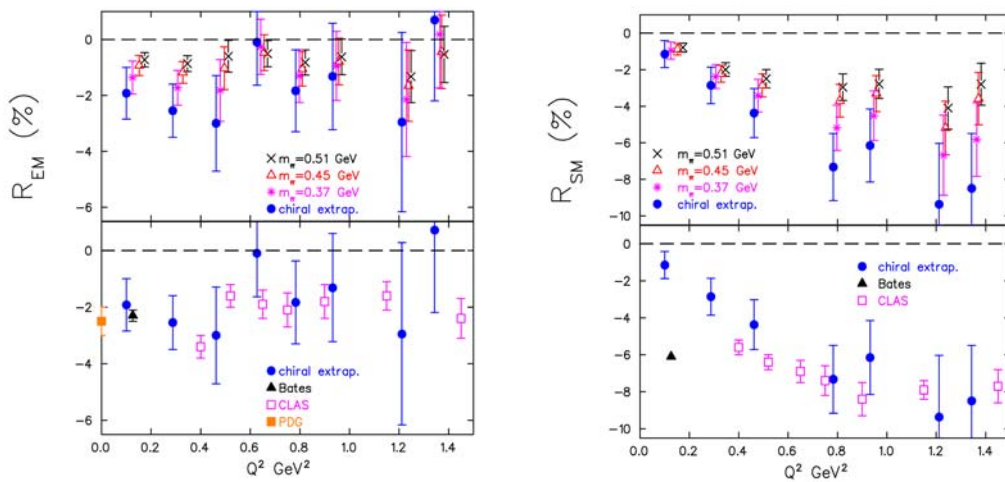 R_EM (%)
0
−2
−4
−6
× m_π=0.51 GeV
△ m_π=0.45 GeV
✳ m_π=0.37 GeV
● chiral extrap.
0
−2
−4
−6
● chiral extrap.
▲ Bates
□ CLAS
■ PDG
0.0 0.2 0.4 0.6 0.8 1.0 1.2 1.4
Q² GeV²
R_SM (%)
0
−2
−4
−6
−8
−10
× m_π=0.51 GeV
△ m_π=0.45 GeV
✳ m_π=0.37 GeV
● chiral extrap.
0
−2
−4
−6
−8
−10
● chiral extrap.
▲ Bates
□ CLAS
0.0 0.2 0.4 0.6 0.8 1.0 1.2 1.4
Q² GeV²